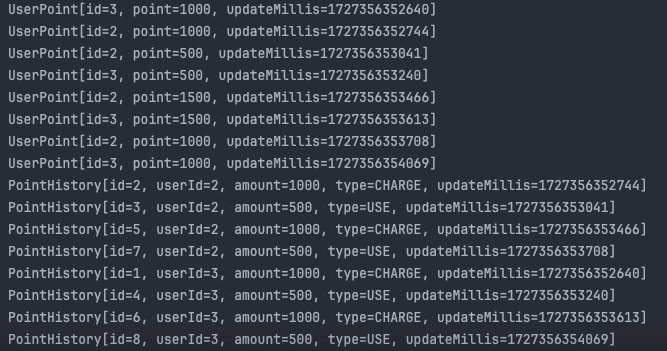 UserPoint[id=3, point=1000, updateMillis=1727356352640]
UserPoint[id=2, point=1000, updateMillis=1727356352744]
UserPoint[id=2, point=500, updateMillis=1727356353041]
UserPoint[id=3, point=500, updateMillis=1727356353240]
UserPoint[id=2, point=1500, updateMillis=1727356353466]
UserPoint[id=3, point=1500, updateMillis=1727356353613]
UserPoint[id=2, point=1000, updateMillis=1727356353708]
UserPoint[id=3, point=1000, updateMillis=1727356354069]
PointHistory[id=2, userId=2, amount=1000, type=CHARGE, updateMillis=1727356352744]
PointHistory[id=3, userId=2, amount=500, type=USE, updateMillis=1727356353041]
PointHistory[id=5, userId=2, amount=1000, type=CHARGE, updateMillis=1727356353466]
PointHistory[id=7, userId=2, amount=500, type=USE, updateMillis=1727356353708]
PointHistory[id=1, userId=3, amount=1000, type=CHARGE, updateMillis=1727356352640]
PointHistory[id=4, userId=3, amount=500, type=USE, updateMillis=1727356353240]
PointHistory[id=6, userId=3, amount=1000, type=CHARGE, updateMillis=1727356353613]
PointHistory[id=8, userId=3, amount=500, type=USE, updateMillis=1727356354069]